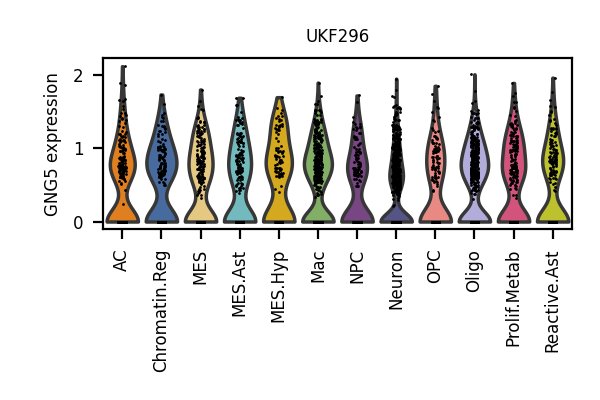 UKF296
GNG5 expression
2
1
0
AC
Chromatin.Reg
MES
MES.Ast
MES.Hyp
Mac
NPC
Neuron
OPC
Oligo
Prolif.Metab
Reactive.Ast